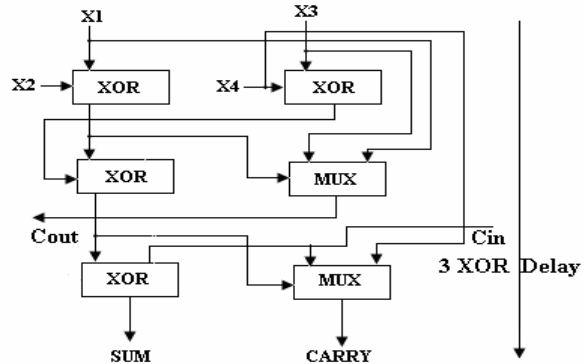 X1 X3
X2 XOR X4 XOR
XOR MUX
Cout Cin
3 XOR Delay
XOR MUX
SUM CARRY